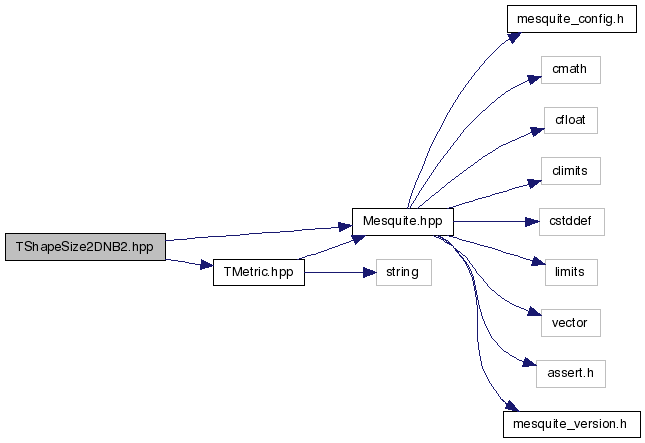 mesquite_config.h
cmath
cfloat
climits
Mesquite.hpp
cstddef
TShapeSize2DNB2.hpp
TMetric.hpp
string
limits
vector
assert.h
mesquite_version.h